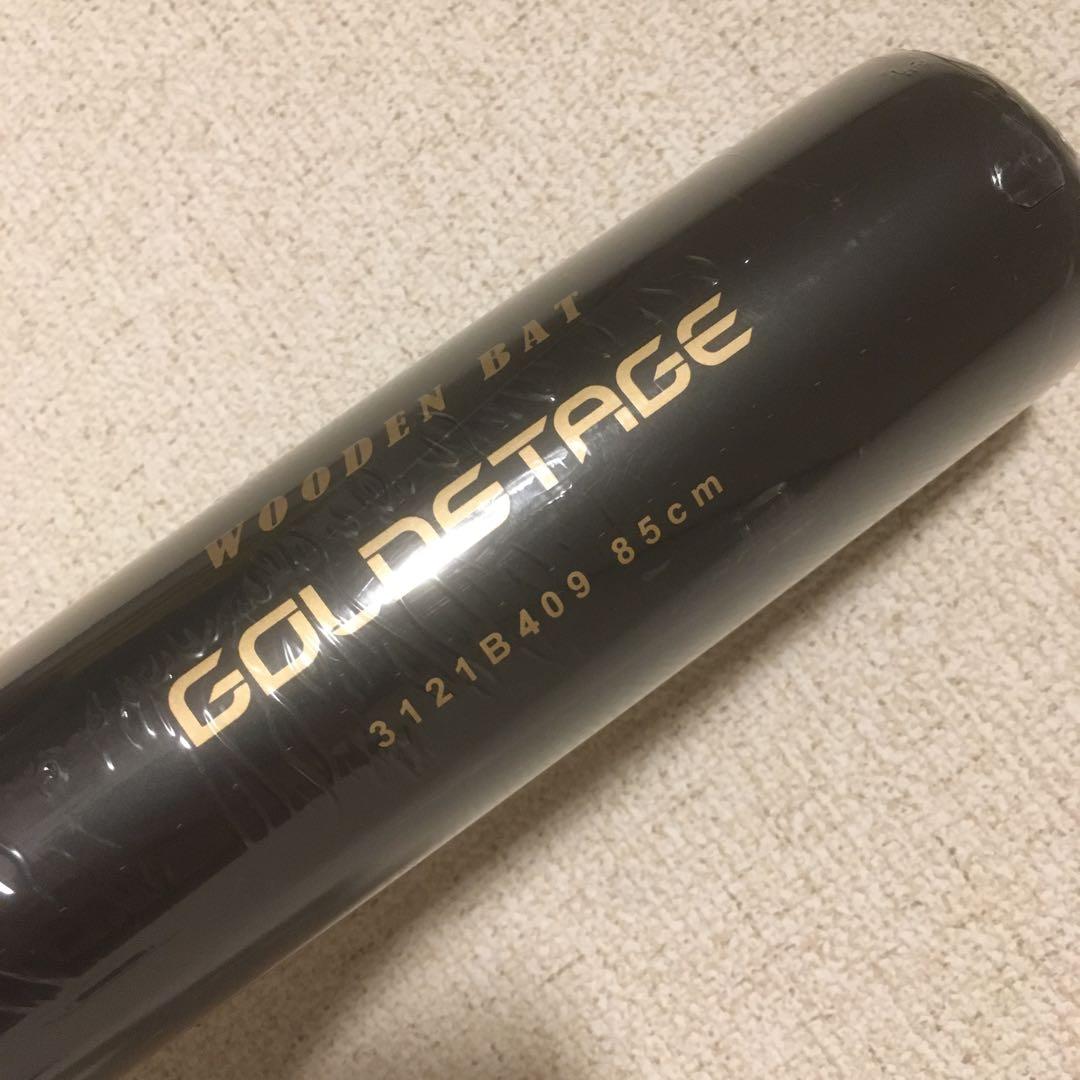 WOODEN BAT
GOLDSTAGE
3121B409 85cm